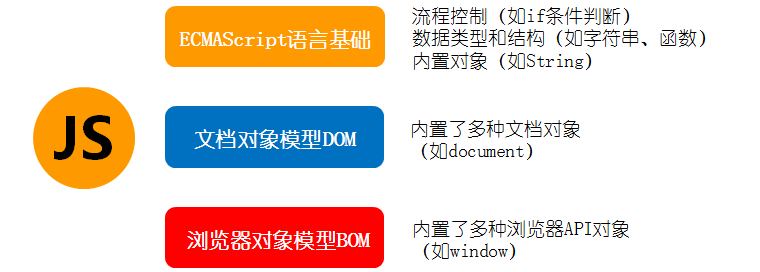 JS
ECMAScript语言基础
流程控制（如if条件判断）
数据类型和结构（如字符串、函数）
内置对象（如String）
文档对象模型DOM
内置了多种文档对象
（如document）
浏览器对象模型BOM
内置了多种浏览器API对象
（如window）